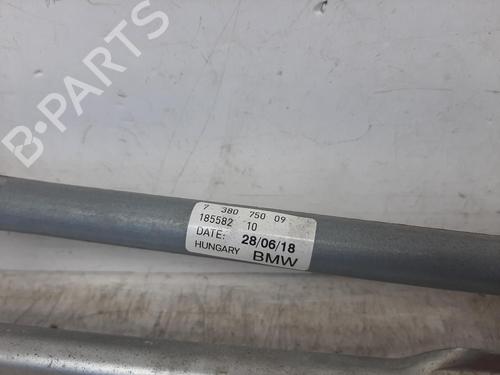 B-PARTS
7 380 750 09
185582 10
DATE: 28/06/18
HUNGARY BMW